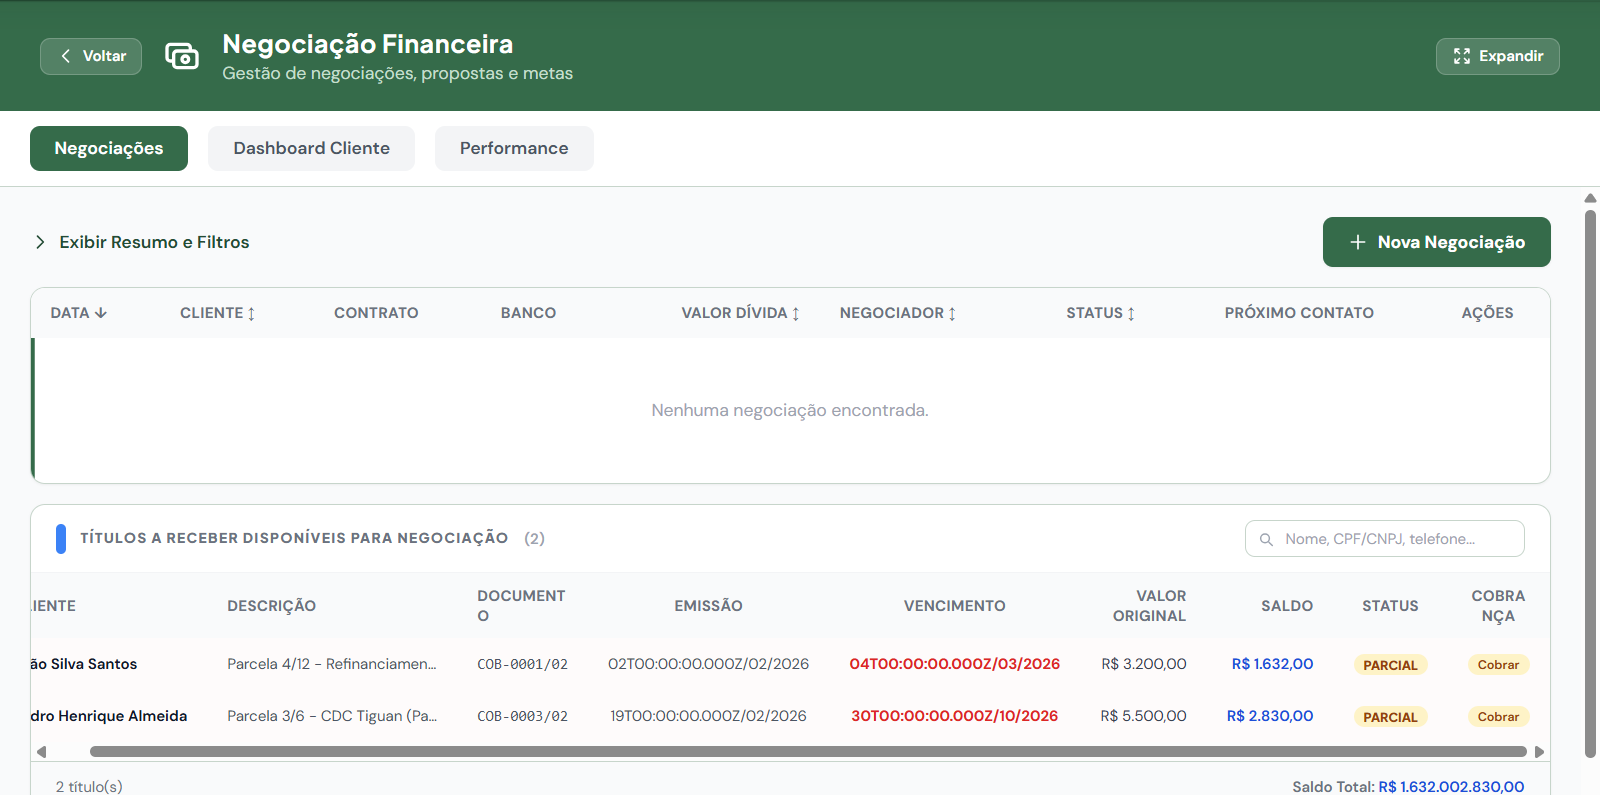 Voltar
Negociação Financeira
Gestão de negociações, propostas e metas
Expandir
Negociações
Dashboard Cliente
Performance
Exibir Resumo e Filtros
Nova Negociação
DATA CLIENTE CONTRATO BANCO VALOR DÍVIDA NEGOCIADOR STATUS PRÓXIMO CONTATO AÇÕES
Nenhuma negociação encontrada.
TÍTULOS A RECEBER DISPONÍVEIS PARA NEGOCIAÇÃO (2)
Nome, CPF/CNPJ, telefone...
IENTE DESCRIÇÃO DOCUMENT
O EMISSÃO VENCIMENTO VALOR
ORIGINAL SALDO STATUS COBRA
NÇA
ão Silva Santos Parcela 4/12 - Refinanciamen... COB-0001/02 02T00:00:00.000Z/02/2026 04T00:00:00.000Z/03/2026 R$ 3.200,00 R$ 1.632,00 PARCIAL Cobrar
dro Henrique Almeida Parcela 3/6 - CDC Tiguan (Pa... COB-0003/02 19T00:00:00.000Z/02/2026 30T00:00:00.000Z/10/2026 R$ 5.500,00 R$ 2.830,00 PARCIAL Cobrar
2 título(s)
Saldo Total: R$ 1.632.002.830,00